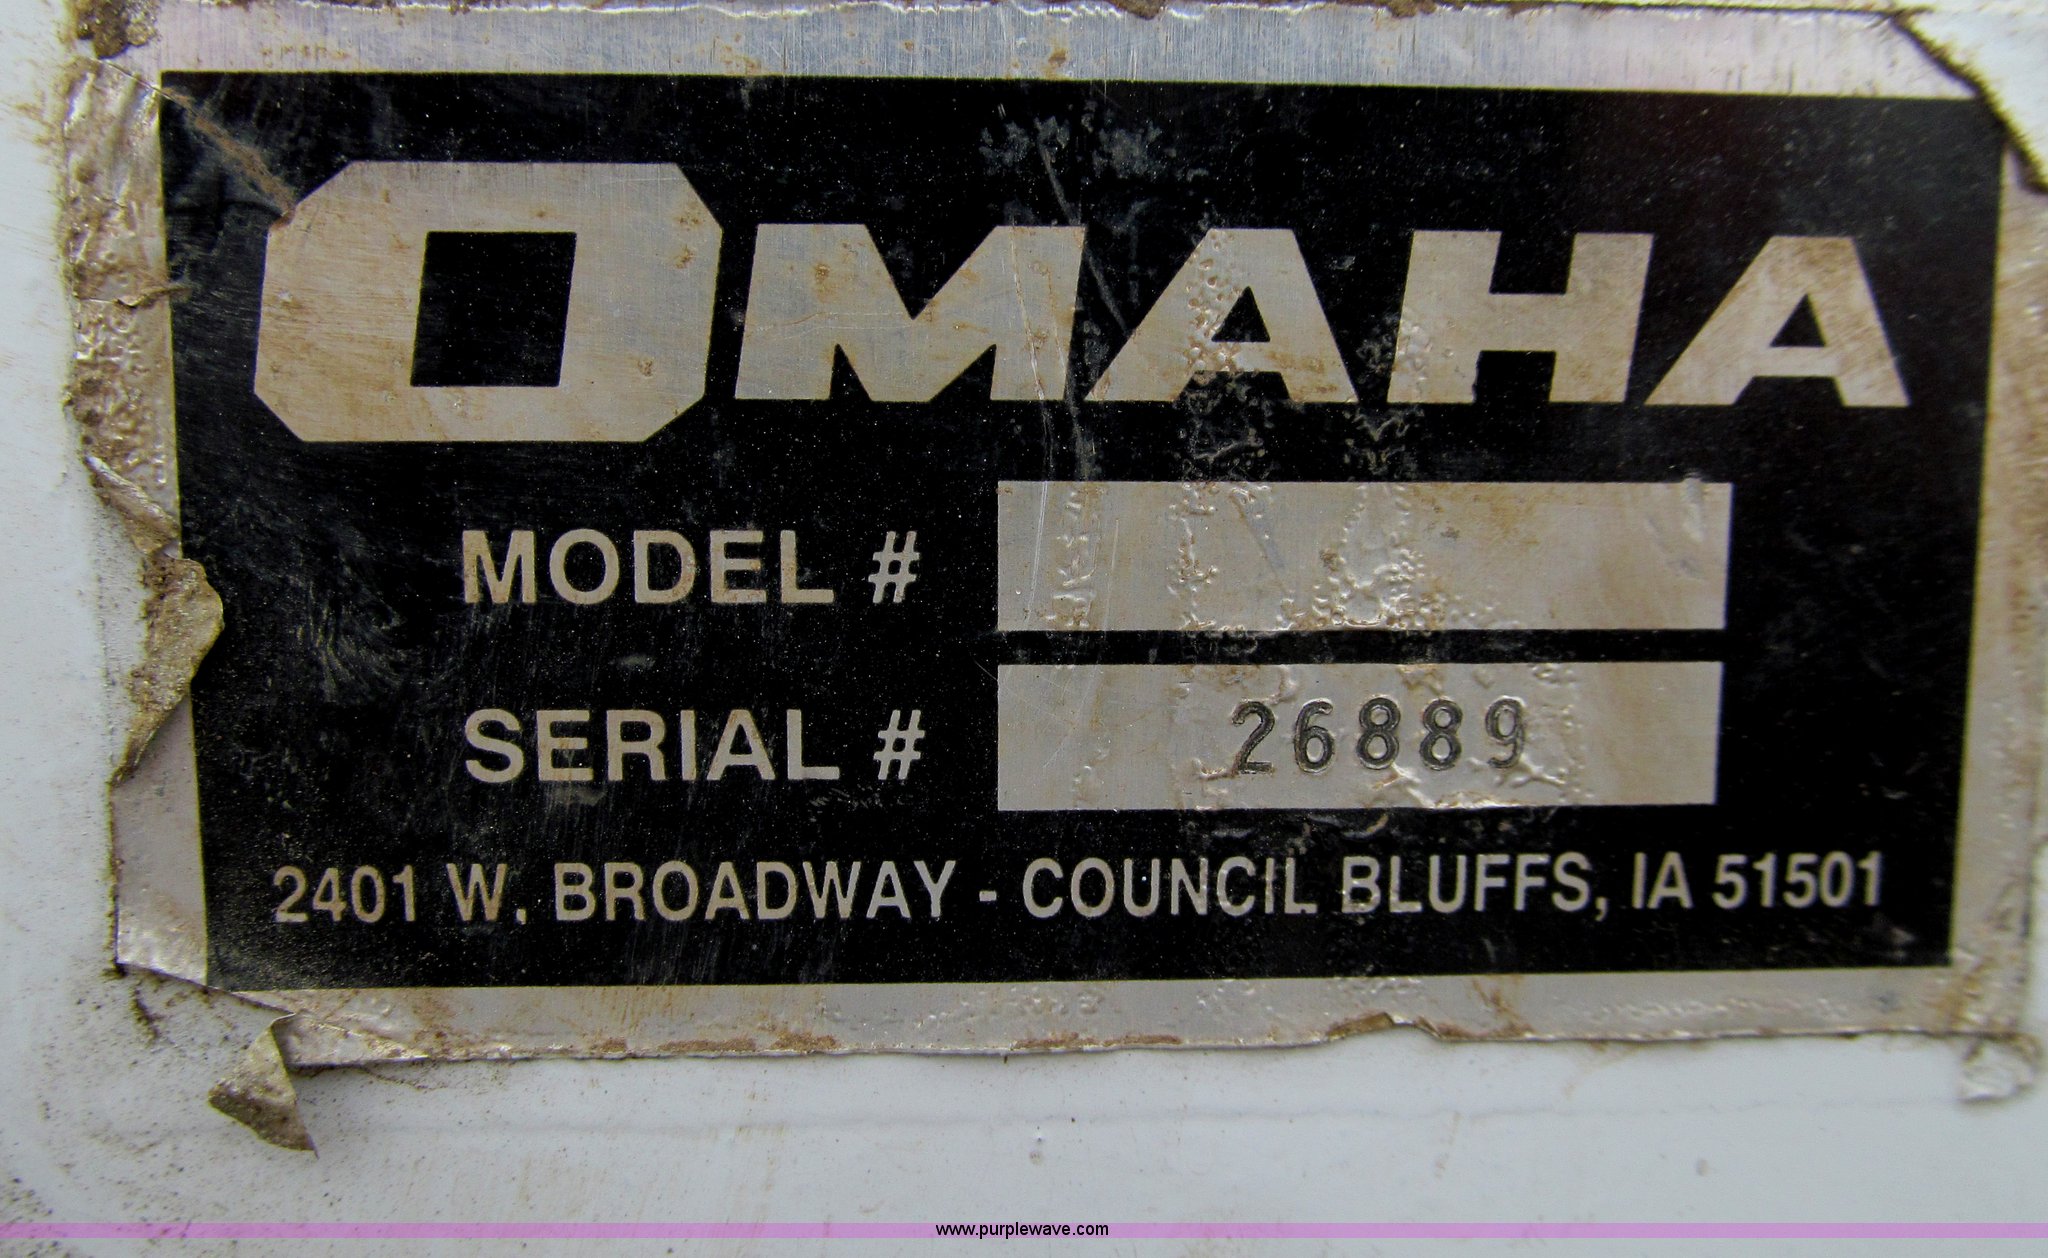 OMAHA
MODEL #
SERIAL # 26889
2401 W. BROADWAY - COUNCIL BLUFFS, IA 51501
www.purplewave.com